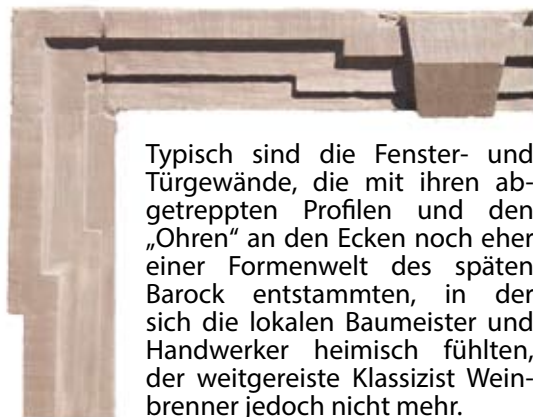 Typisch sind die Fenster- und
Türgewände, die mit ihren ab-
getreppten Profilen und den
„Ohren“ an den Ecken noch eher
einer Formenwelt des späten
Barock entstammten, in der
sich die lokalen Baumeister und
Handwerker heimisch fühlten,
der weitgereiste Klassizist Wein-
brenner jedoch nicht mehr.